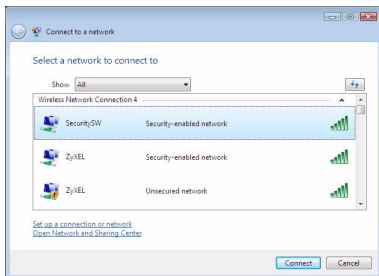 Connect to a network
Select a network to connect to
Show All
Wireless Network Connection 4
SecuritySW Security-enabled network
ZyXEL Security-enabled network
ZyXEL Unsecured network
Set up a connection or network
Open Network and Sharing Center
Connect Cancel